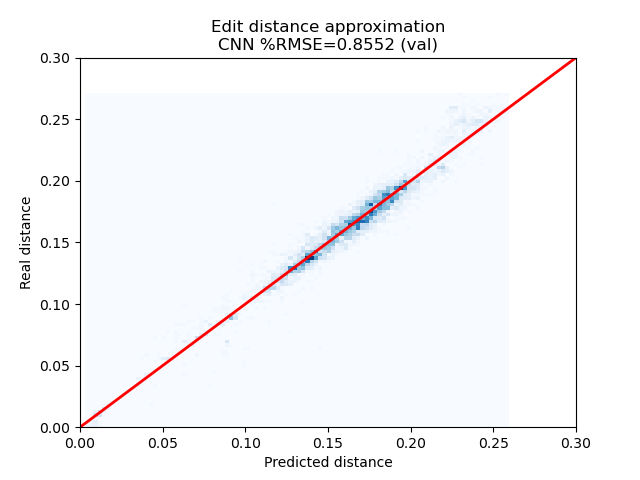 Edit distance approximation
CNN %RMSE=0.8552 (val)
0.30
0.25
0.20
0.15
0.10
0.05
0.00
Real distance
0.00 0.05 0.10 0.15 0.20 0.25 0.30
Predicted distance